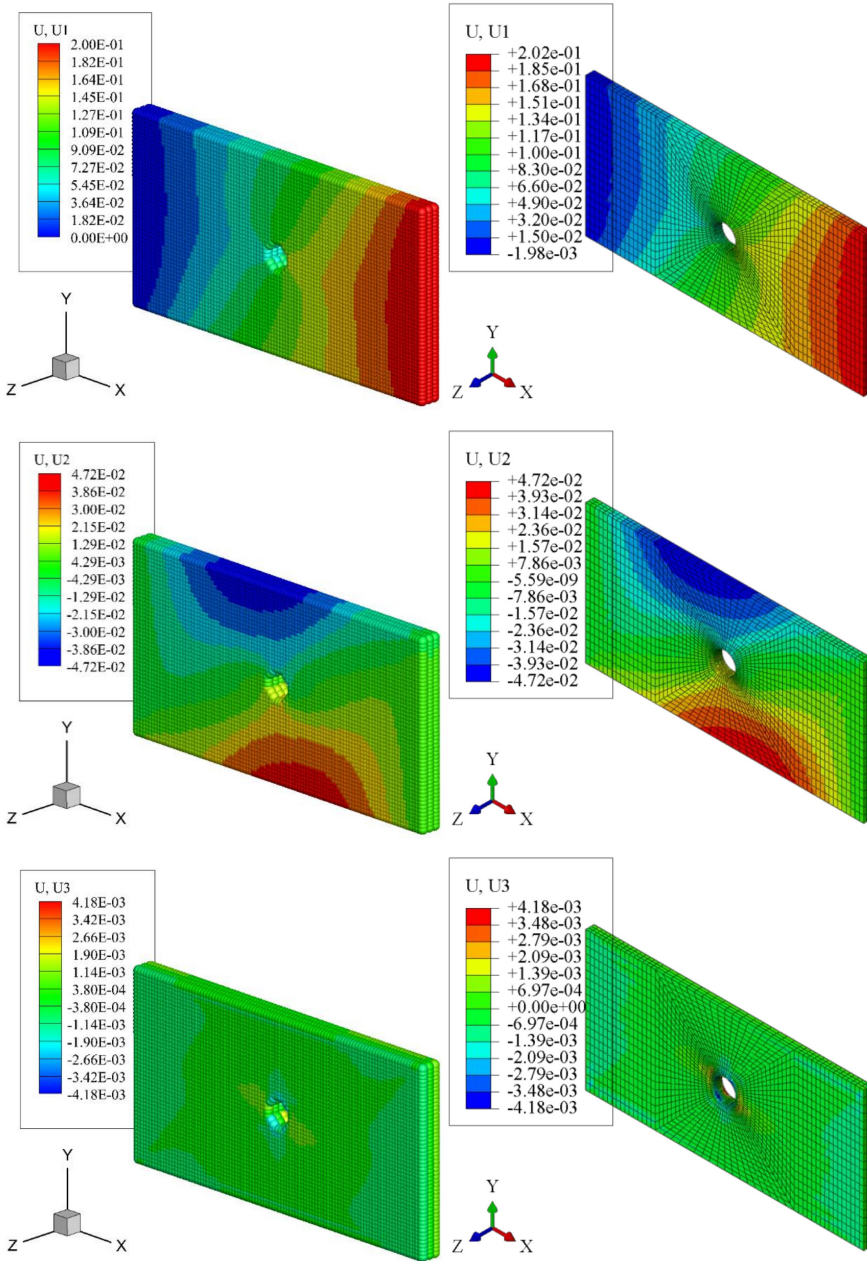 U, U1
2.00E-01
1.82E-02
1.64E-01
1.45E-01
1.27E-01
1.09E-01
9.09E-02
7.27E-02
5.45E-02
3.64E-02
1.82E-02
0.00E+00
Y
Z
X
U, U1
+2.02e-01
+1.85e-01
+1.68e-01
+1.51e-01
+1.34e-01
+1.17e-01
+1.00e-01
+8.30e-02
+6.60e-02
+4.90e-02
+3.20e-02
+1.50e-02
-1.98e-03
Y
Z
X
U, U2
4.72E-02
3.86E-02
3.00E-02
2.15E-02
1.29E-02
4.29E-03
-4.29E-03
-1.29E-02
-2.15E-02
-3.00E-02
-3.86E-02
-4.72E-02
Y
Z
X
U, U2
+4.72e-02
+3.93e-02
+3.14e-02
+2.36e-02
+1.57e-02
+7.86e-03
-5.59e-09
-7.86e-03
-1.57e-02
-2.36e-02
-3.14e-02
-3.93e-02
-4.72e-02
Y
Z
X
U, U3
4.18E-03
3.42E-03
2.66E-03
1.90E-03
1.14E-03
3.80E-04
-3.80E-04
-1.14E-03
-1.90E-03
-2.66E-03
-3.42E-03
-4.18E-03
Y
Z
X
U, U3
+4.18e-03
+3.48e-03
+2.79e-03
+2.09e-03
+1.39e-03
+6.97e-04
+0.00e+00
-6.97e-04
-1.39e-03
-2.09e-03
-2.79e-03
-3.48e-03
-4.18e-03
Y
Z
X